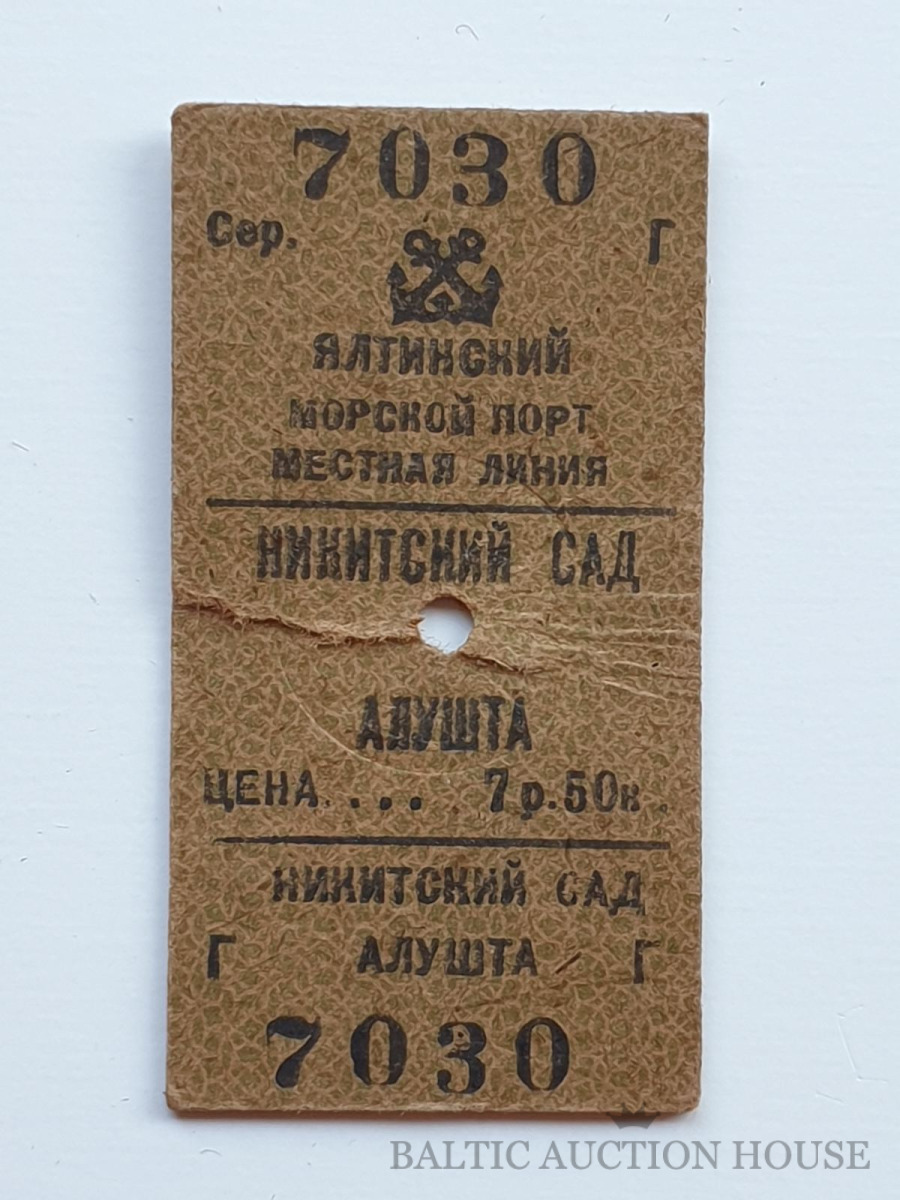 7030
Сер. Г
ЯЛТИНСКИЙ
МОРСКОЙ ПОРТ
МЕСТНАЯ ЛИНИЯ
НИКИТСКИЙ САД
АЛУШТА
ЦЕНА.... 7р.50к.
НИКИТСКИЙ САД
Г АЛУШТА Г
7030
BALTIC AUCTION HOUSE